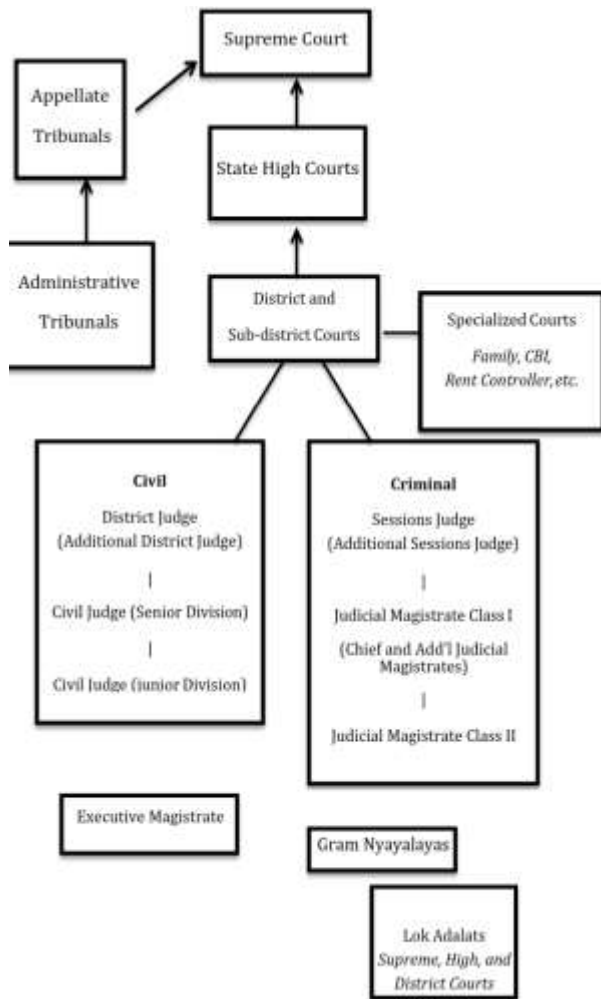 Supreme Court
Appellate
Tribunals
State High Courts
Administrative
Tribunals
District and
Sub-district Courts
Specialized Courts
Family, CBI,
Rent Controller, etc.
Civil
District Judge
(Additional District Judge)
|
Civil Judge (Senior Division)
|
Civil Judge (junior Division)
Criminal
Sessions Judge
(Additional Sessions Judge)
|
Judicial Magistrate Class I
(Chief and Add'l Judicial
Magistrates)
|
Judicial Magistrate Class II
Executive Magistrate
Gram Nyayalayas
Lok Adalats
Supreme, High, and
District Courts